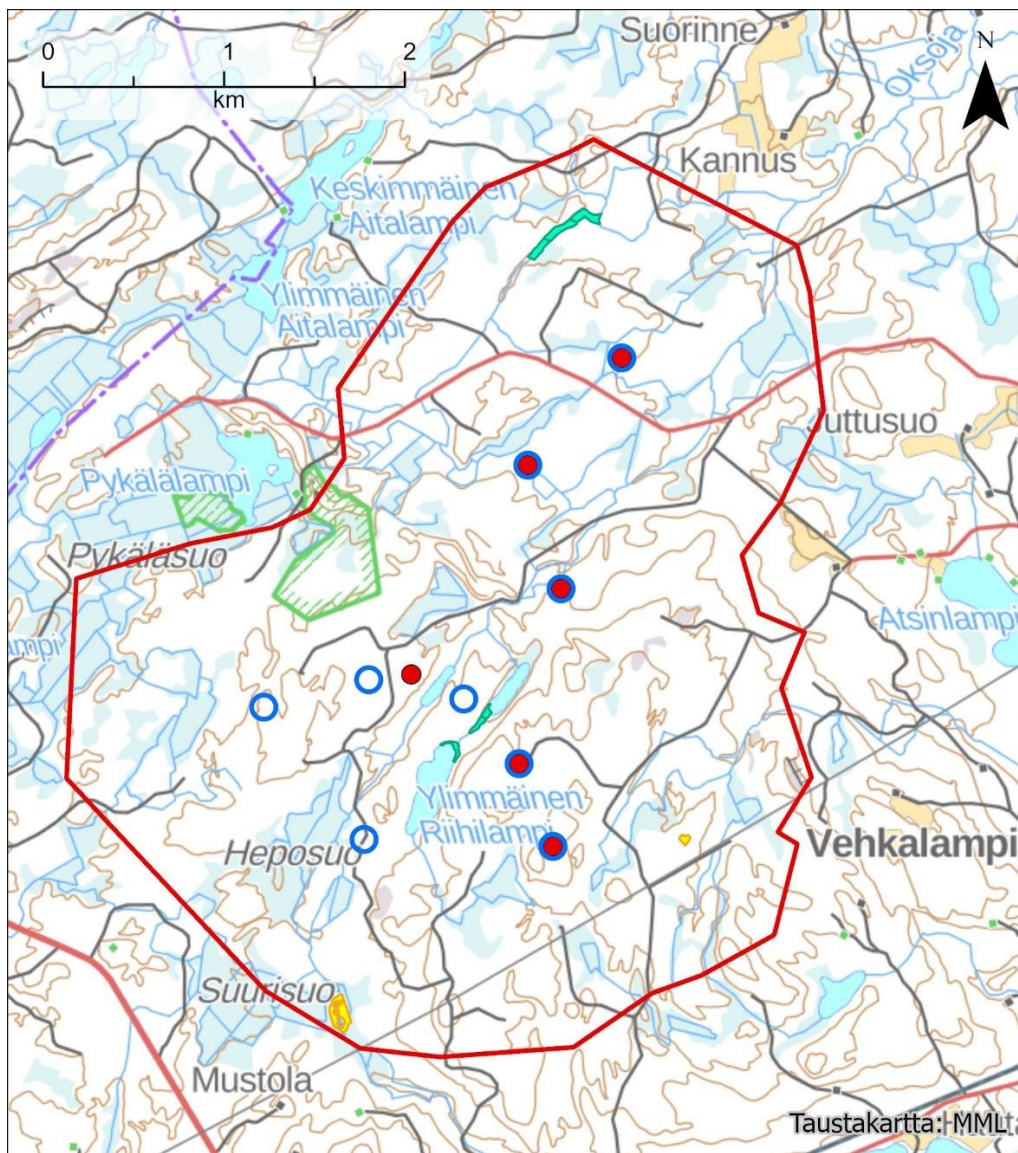 0 1 2
km
N
Suorinne
Oksoja
Kannus
Keskimmäinen
Aitalampi
Ylimmäinen
Aitalampi
Juttusuo
Pykälälampi
Pykäläsuo
Atsinlampi
ampi
Ylimmäinen
Riihilampi
Heposuo
Vehkalampi
Suurisuo
Mustola
Taustakartta: MML